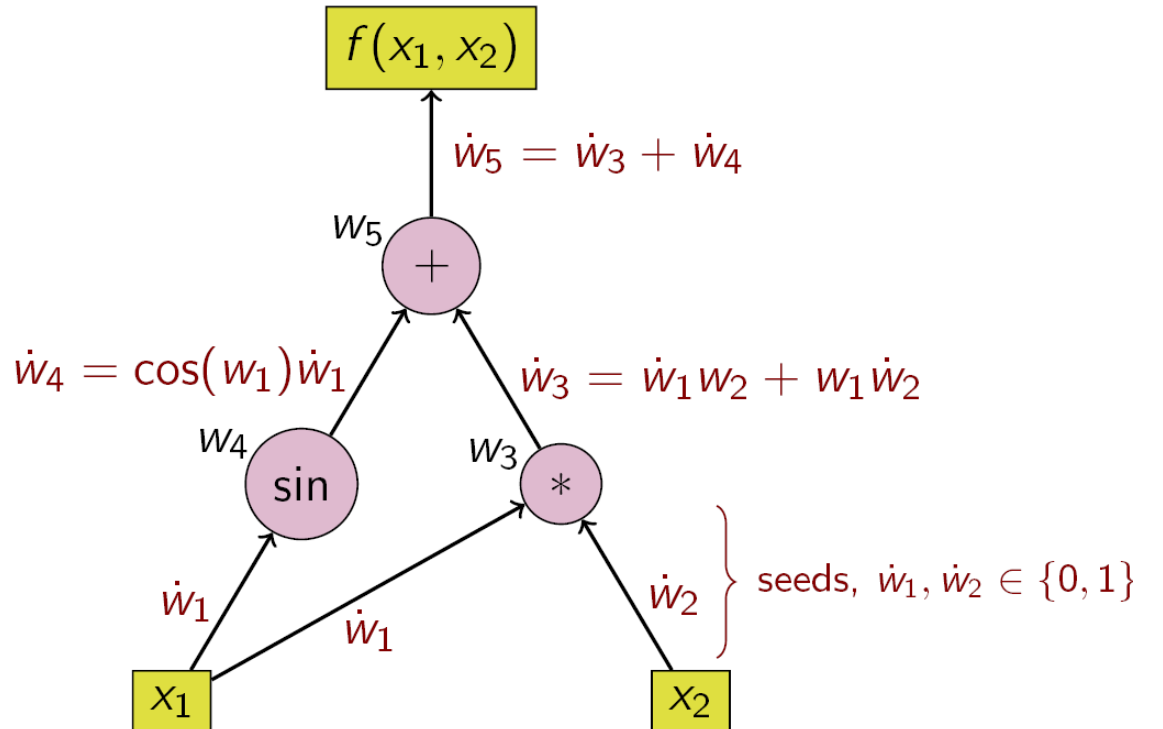 f(x₁, x₂)
ẇ₅ = ẇ₃ + ẇ₄
w₅
+
ẇ₄ = cos(w₁)ẇ₁
ẇ₃ = ẇ₁w₂ + w₁ẇ₂
w₄
sin
w₃
*
ẇ₁
ẇ₁
ẇ₂
seeds, ẇ₁, ẇ₂ ∈ {0, 1}
x₁
x₂